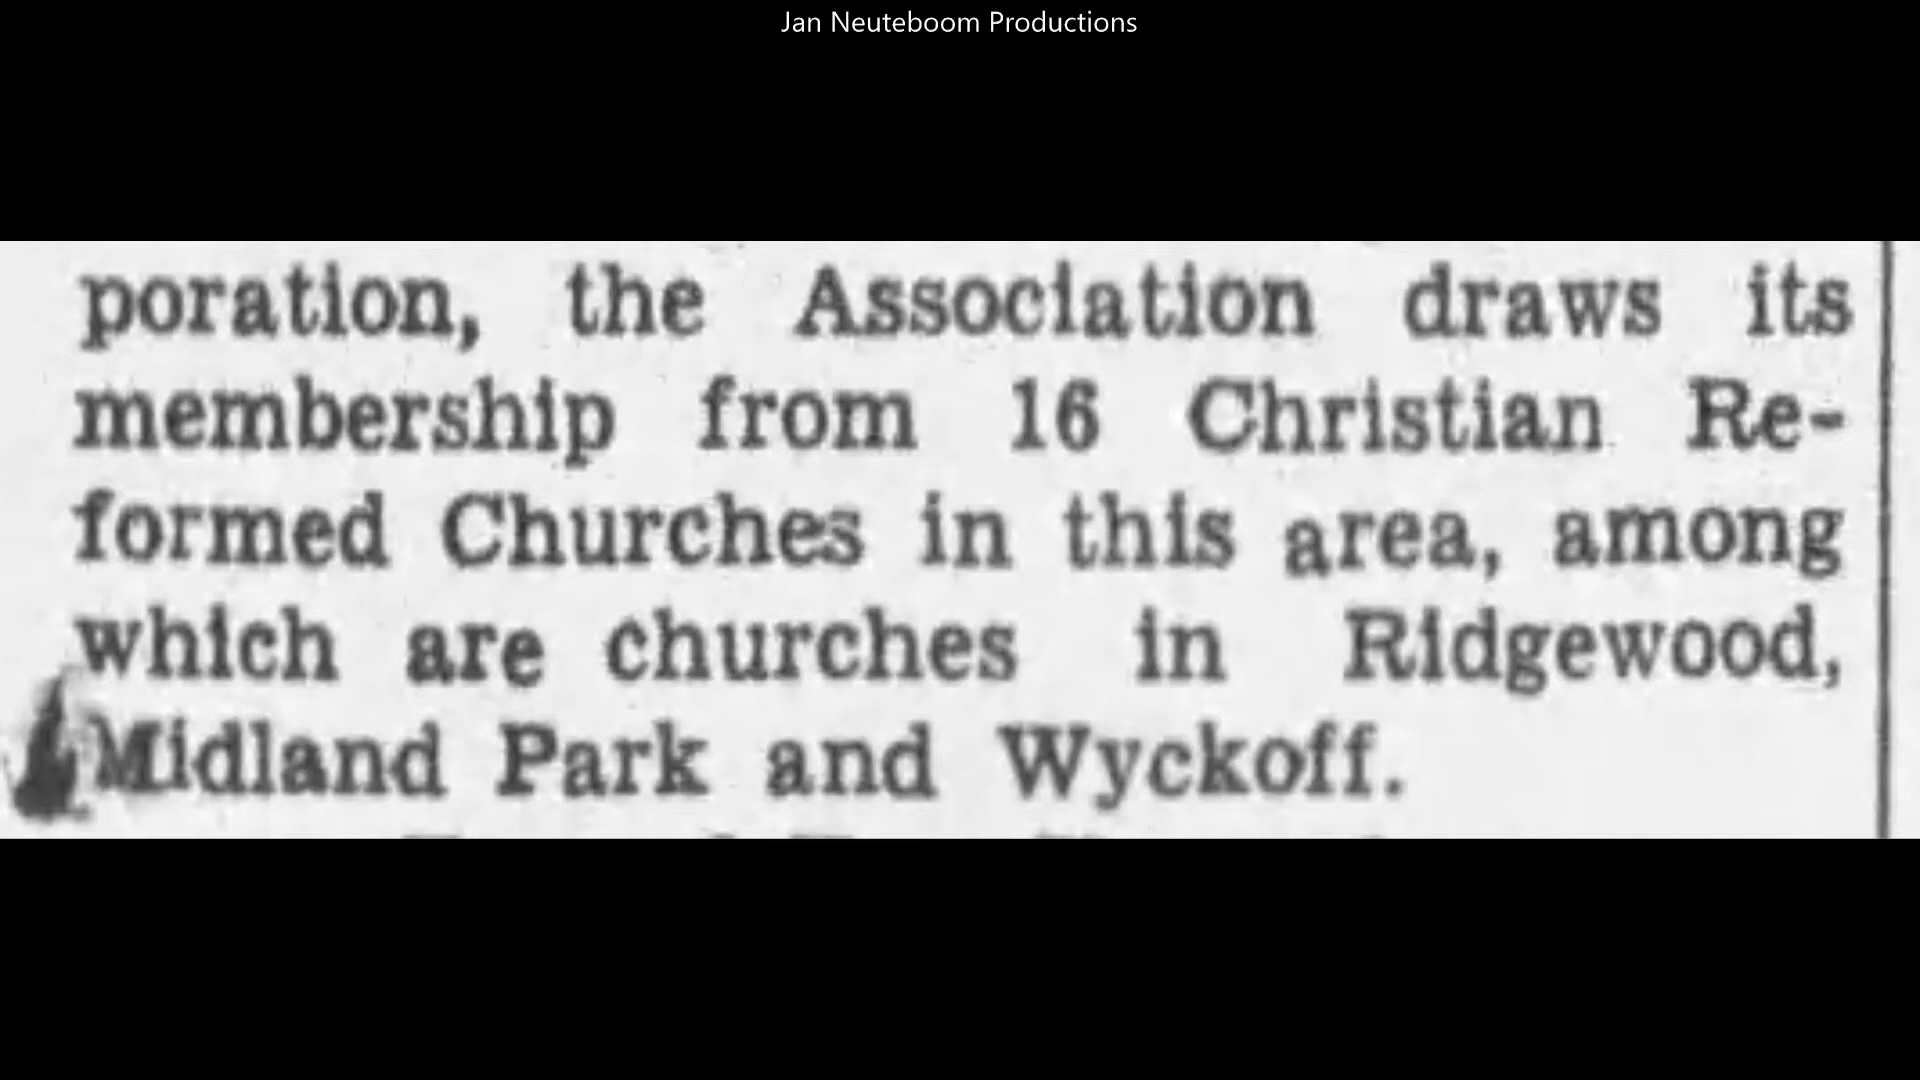 Jan Neuteboom Productions
poration, the Association draws its
membership from 16 Christian Re-
formed Churches in this area, among
which are churches in Ridgewood,
Midland Park and Wyckoff.